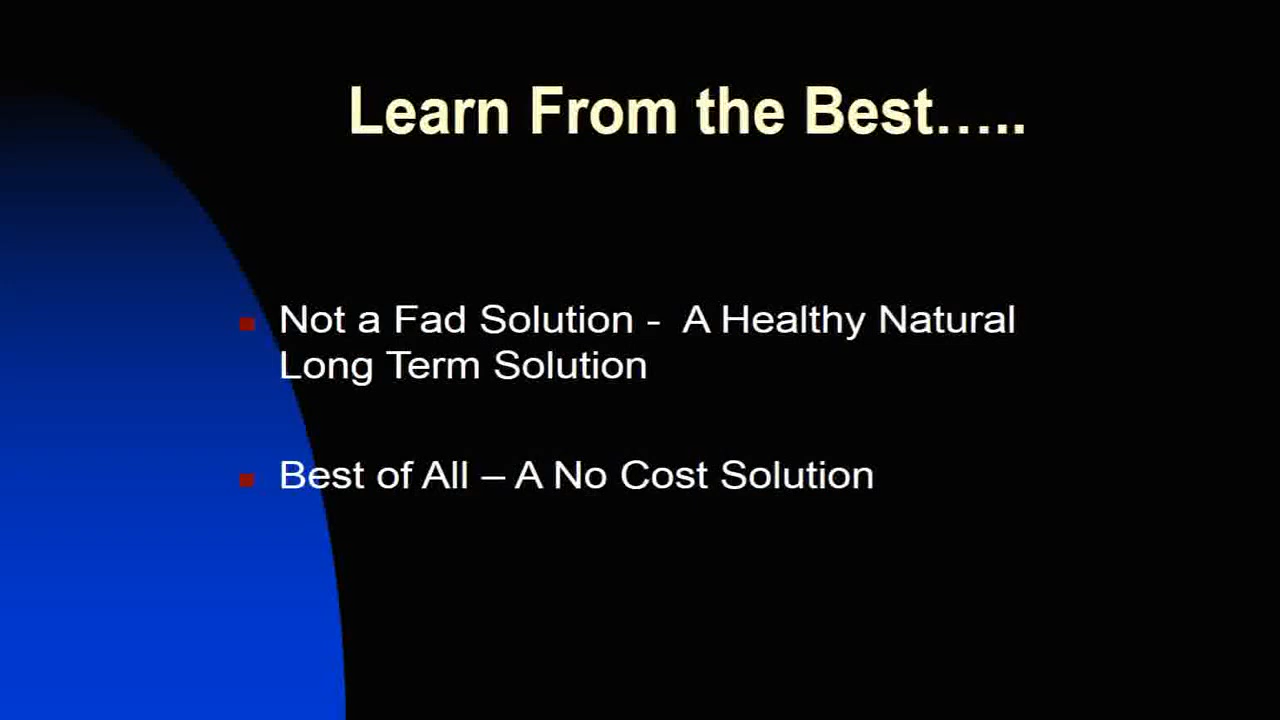 Learn From the Best…..
Not a Fad Solution -  A Healthy Natural
Long Term Solution
Best of All – A No Cost Solution